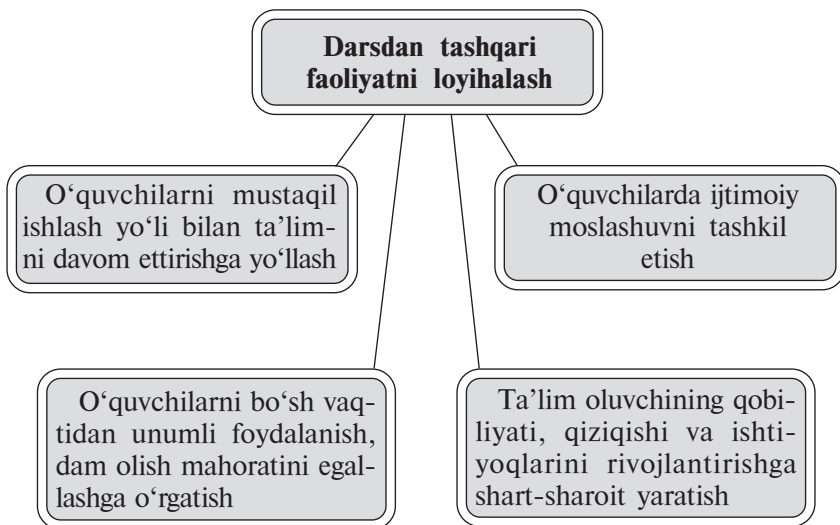 Darsdan tashqari
faoliyatni loyihalash
O‘quvchilarni mustaqil
ishlash yo‘li bilan ta’lim-
ni davom ettirishga yo‘llash
O‘quvchilarda ijtimoiy
moslashuvni tashkil
etish
O‘quvchilarni bo‘sh vaq-
tidan unumli foydalanish,
dam olish mahoratini egal-
lashga o‘rgatish
Ta’lim oluvchining qobi-
liyati, qiziqishi va ishti-
yoqlarini rivojlantirishga
shart-sharoit yaratish